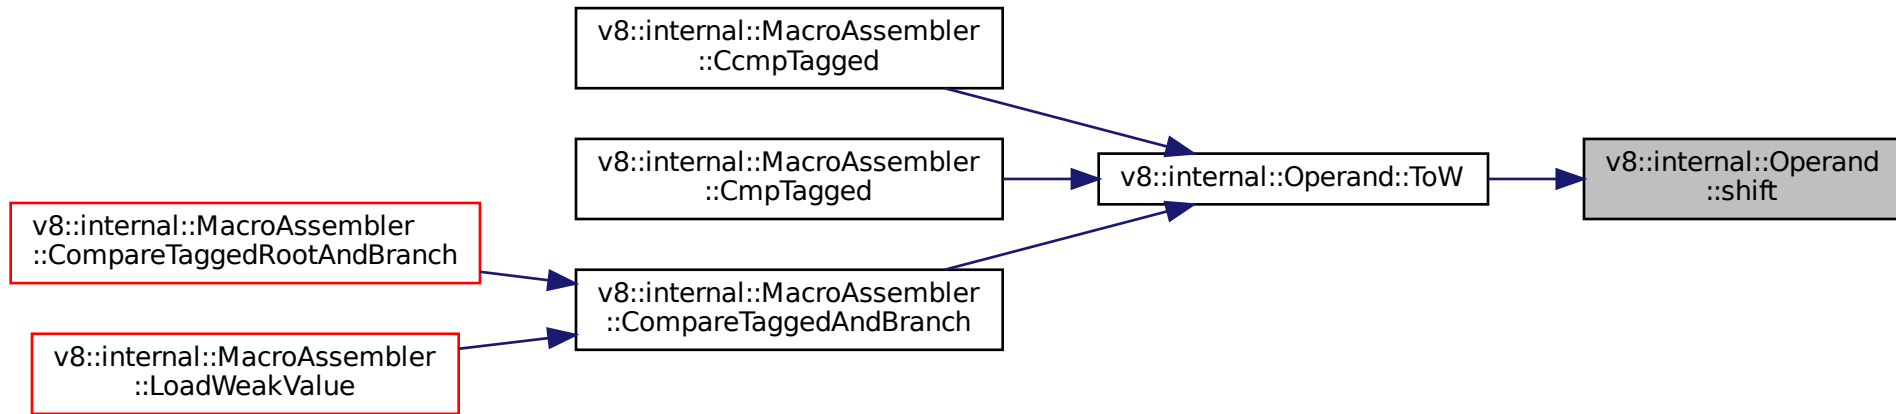 v8::internal::MacroAssembler
::CcmpTagged
v8::internal::MacroAssembler
::CmpTagged
v8::internal::Operand::ToW
v8::internal::Operand
::shift
v8::internal::MacroAssembler
::CompareTaggedRootAndBranch
v8::internal::MacroAssembler
::CompareTaggedAndBranch
v8::internal::MacroAssembler
::LoadWeakValue